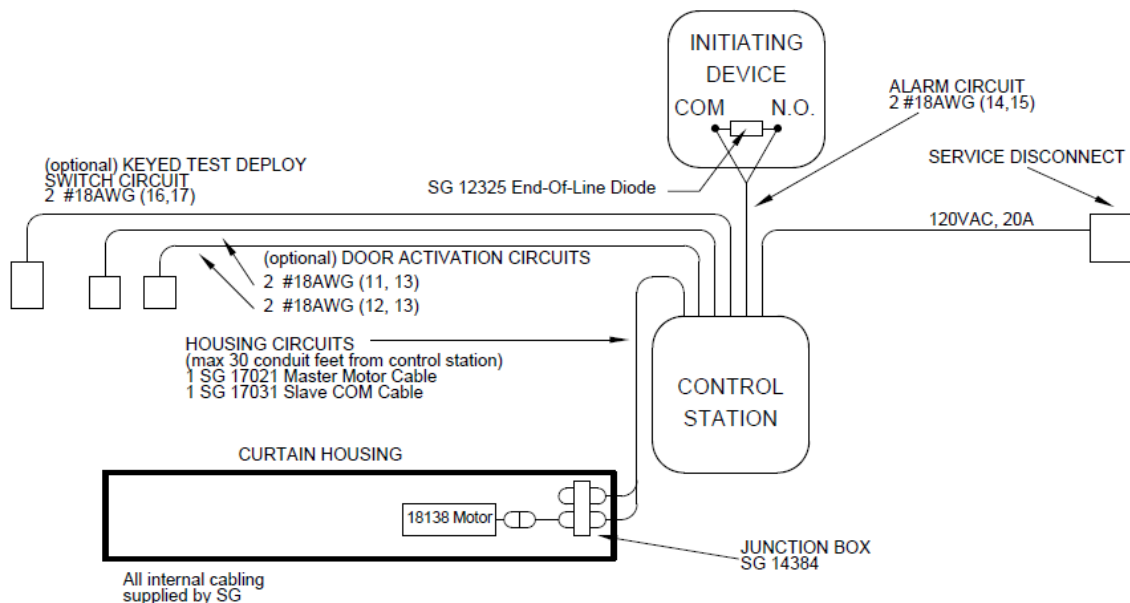 INITIATING
DEVICE
COM N.O.
ALARM CIRCUIT
2 #18AWG (14,15)
SERVICE DISCONNECT
(optional) KEYED TEST DEPLOY
SWITCH CIRCUIT
2 #18AWG (16,17)
SG 12325 End-Of-Line Diode
120VAC, 20A
(optional) DOOR ACTIVATION CIRCUITS
2 #18AWG (11, 13)
2 #18AWG (12, 13)
HOUSING CIRCUITS
(max 30 conduit feet from control station)
1 SG 17021 Master Motor Cable
1 SG 17031 Slave COM Cable
CONTROL
STATION
CURTAIN HOUSING
18138 Motor
JUNCTION BOX
SG 14384
All internal cabling
supplied by SG